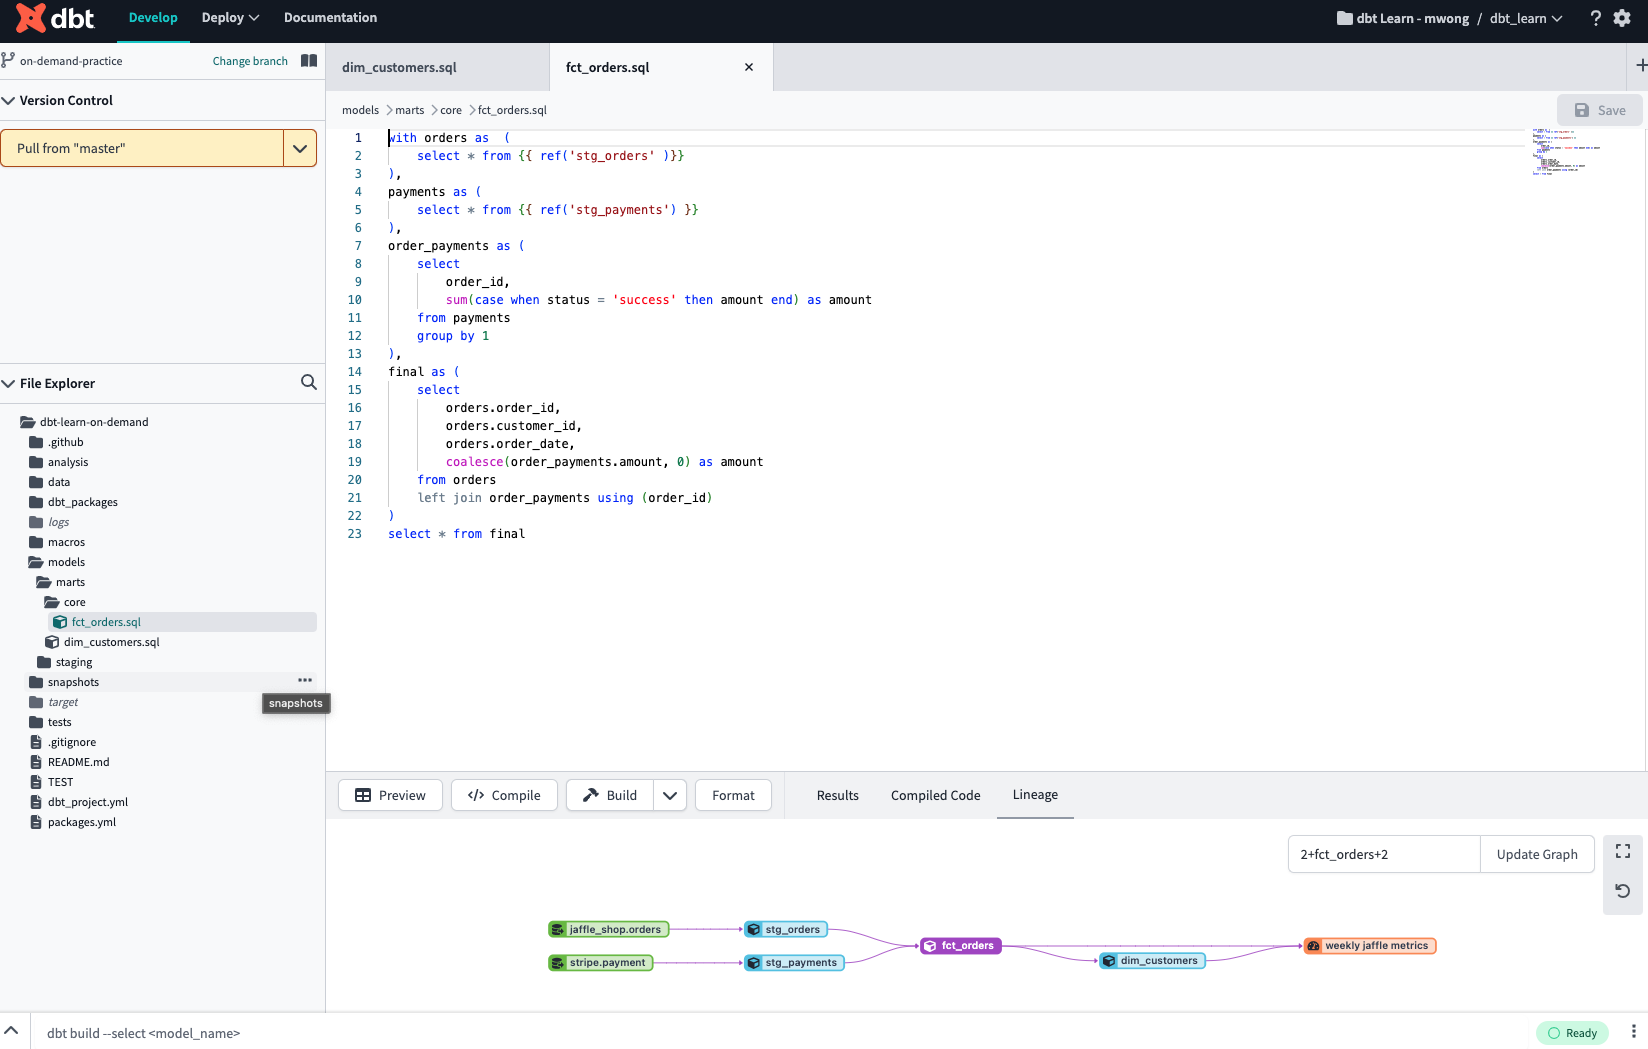 dbt
Develop
Deploy
Documentation
dbt Learn - mwong / dbt_learn
?
on-demand-practice
Change branch
Version Control
Pull from "master"
File Explorer
dbt-learn-on-demand
.github
analysis
data
dbt_packages
logs
macros
models
marts
core
fct_orders.sql
dim_customers.sql
staging
snapshots
snapshots
target
tests
.gitignore
README.md
TEST
dbt_project.yml
packages.yml
dim_customers.sql
fct_orders.sql
models > marts > core > fct_orders.sql
Save
1 with orders as  (
2     select * from {{ ref('stg_orders' )}}
3 ),
4 payments as (
5     select * from {{ ref('stg_payments') }}
6 ),
7 order_payments as (
8     select
9         order_id,
10         sum(case when status = 'success' then amount end) as amount
11     from payments
12     group by 1
13 ),
14 final as (
15     select
16         orders.order_id,
17         orders.customer_id,
18         orders.order_date,
19         coalesce(order_payments.amount, 0) as amount
20     from orders
21     left join order_payments using (order_id)
22 )
23 select * from final
Preview
</> Compile
Build
Format
Results
Compiled Code
Lineage
2+fct_orders+2
Update Graph
jaffle_shop.orders
stg_orders
stripe.payment
stg_payments
fct_orders
dim_customers
weekly jaffle metrics
dbt build --select <model_name>
Ready